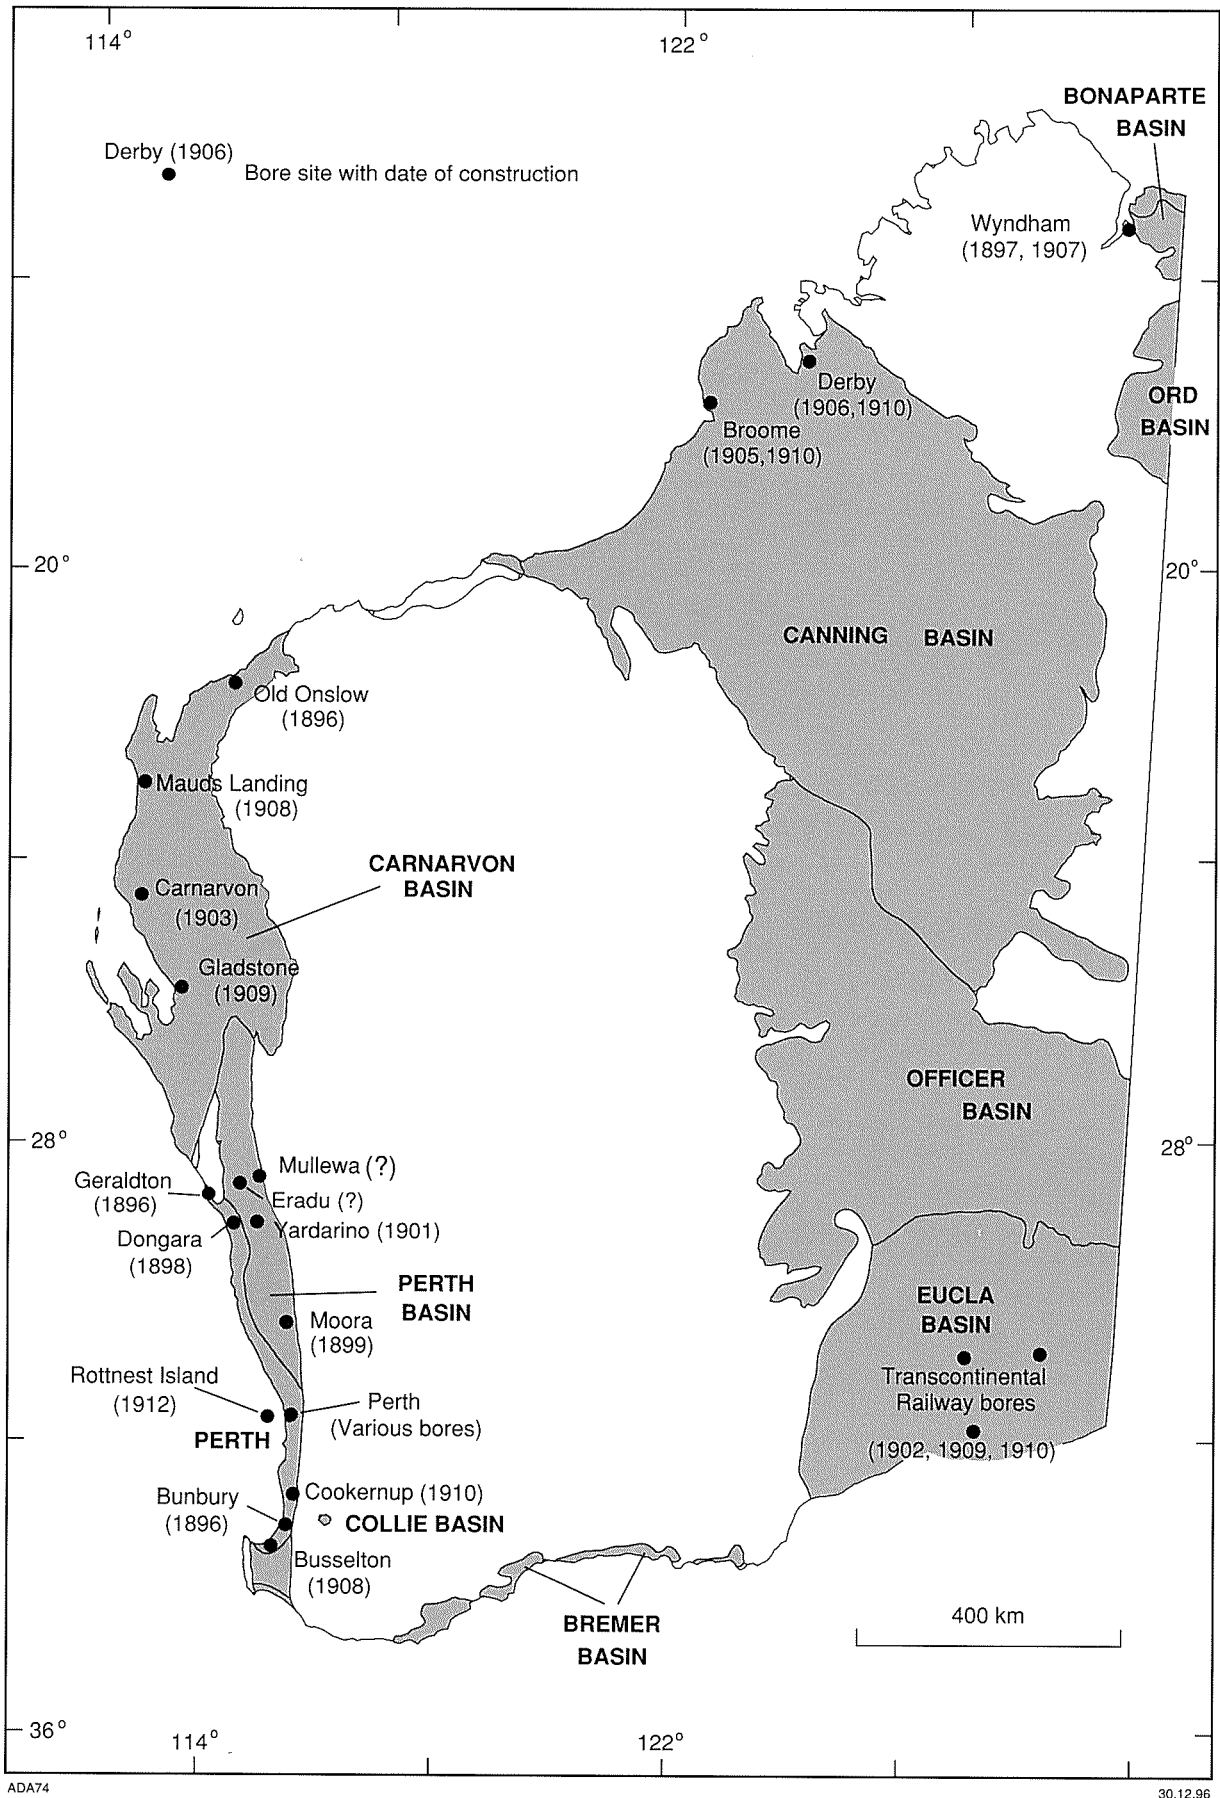 114°
122°
BONAPARTE
BASIN
Derby (1906)
Bore site with date of construction
Wyndham
(1897, 1907)
Derby
(1906,1910)
ORD
BASIN
Broome
(1905,1910)
20°
20°
CANNING BASIN
Old Onslow
(1896)
Mauds Landing
(1908)
CARNARVON
BASIN
Carnarvon
(1903)
Gladstone
(1909)
OFFICER
BASIN
28°
28°
Mullewa (?)
Geraldton
(1896)
Eradu (?)
Yardarino (1901)
Dongara
(1898)
PERTH
BASIN
EUCLA
BASIN
Moora
(1899)
Rottnest Island
(1912)
Transcontinental
Railway bores
(1902, 1909, 1910)
Perth
(Various bores)
PERTH
Bunbury
(1896)
Cookernup (1910)
COLLIE BASIN
Busselton
(1908)
BREMER
BASIN
400 km
36°
114°
122°
ADA74
30.12.96